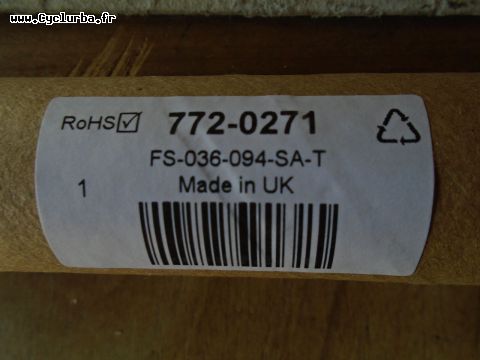 www.Cyclurba.fr
RoHS 772-0271
FS-036-094-SA-T
1 Made in UK